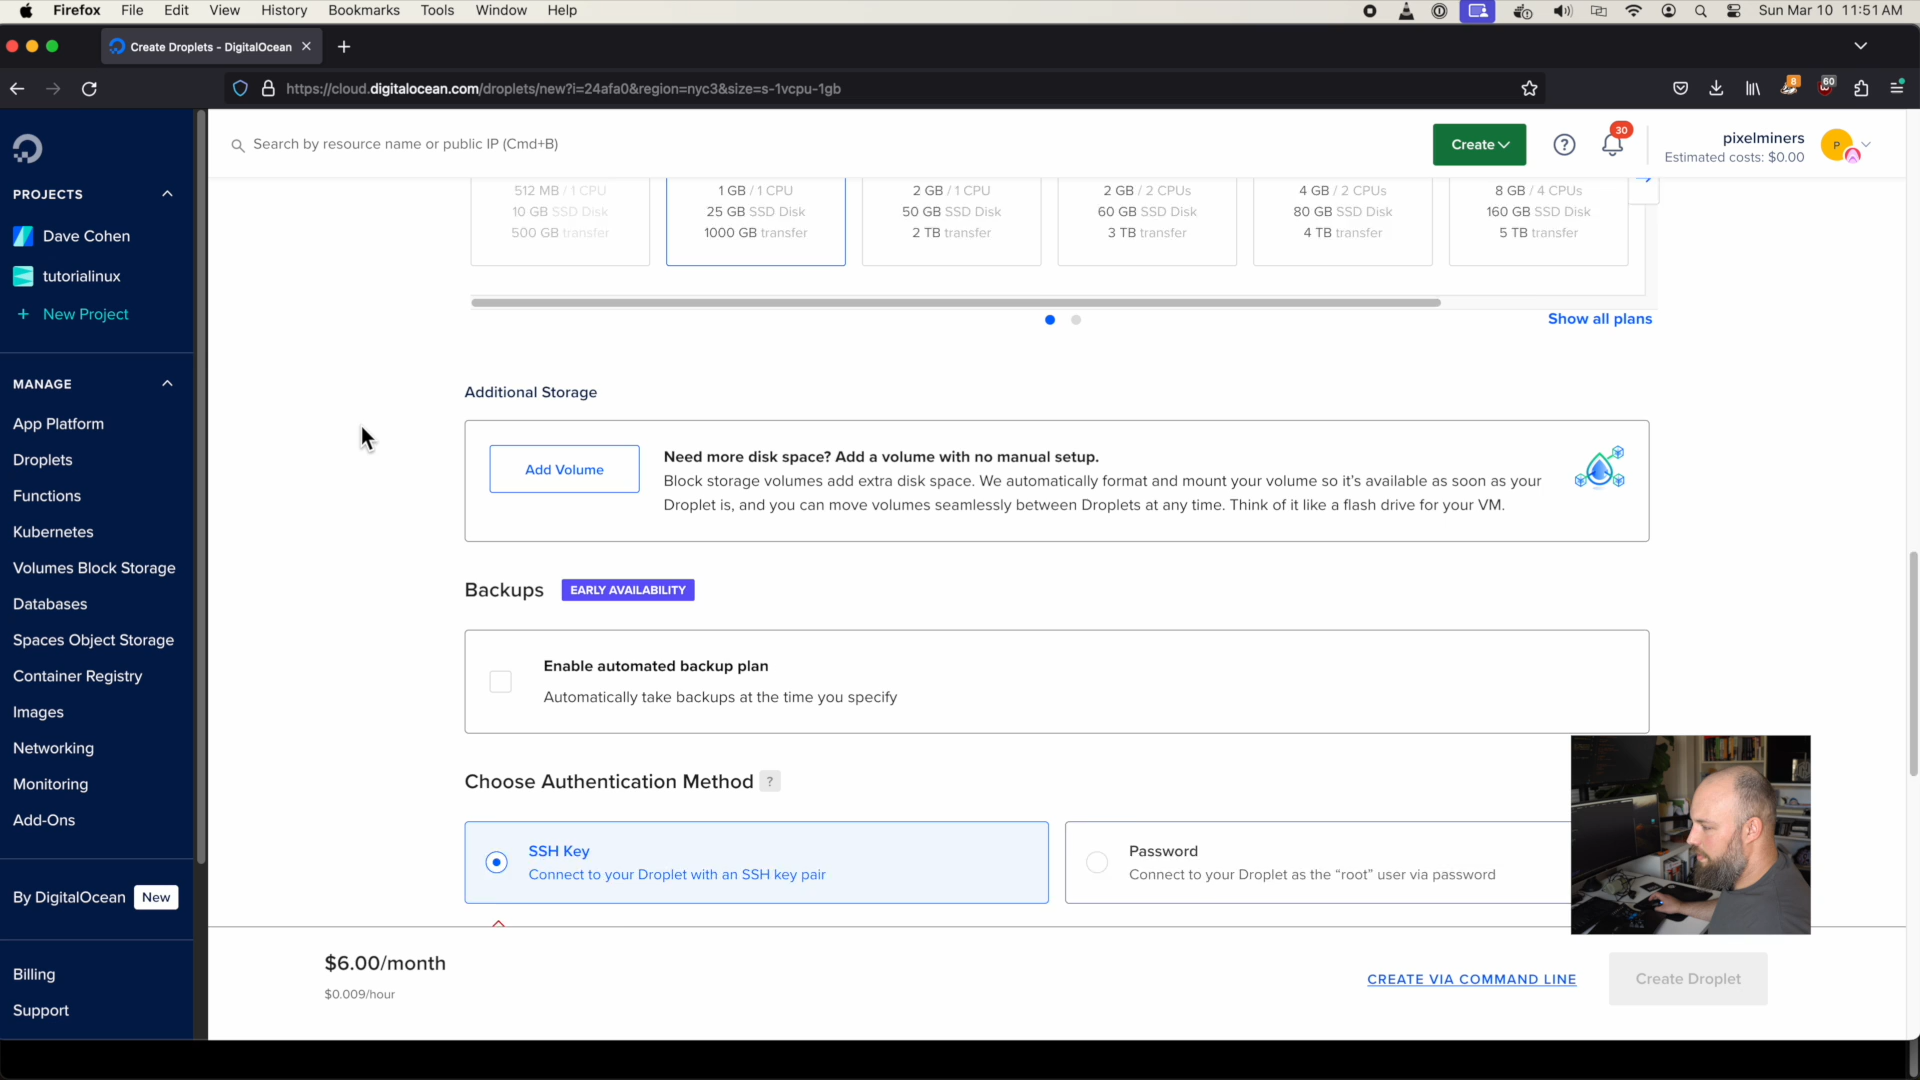 Firefox File Edit View History Bookmarks Tools Window Help
Sun Mar 10 11:51 AM
Create Droplets - DigitalOcean
https://cloud.digitalocean.com/droplets/new?i=24afa0&region=nyc3&size=s-1vcpu-1gb
8
60
Search by resource name or public IP (Cmd+B)
Create
?
30
pixelminers
Estimated costs: $0.00
P
PROJECTS
Dave Cohen
tutorialinux
+ New Project
MANAGE
App Platform
Droplets
Functions
Kubernetes
Volumes Block Storage
Databases
Spaces Object Storage
Container Registry
Images
Networking
Monitoring
Add-Ons
By DigitalOcean New
Billing
Support
512 MB / 1 CPU
10 GB SSD Disk
500 GB transfer
1 GB / 1 CPU
25 GB SSD Disk
1000 GB transfer
2 GB / 1 CPU
50 GB SSD Disk
2 TB transfer
2 GB / 2 CPUs
60 GB SSD Disk
3 TB transfer
4 GB / 2 CPUs
80 GB SSD Disk
4 TB transfer
8 GB / 4 CPUs
160 GB SSD Disk
5 TB transfer
Show all plans
Additional Storage
Add Volume
Need more disk space? Add a volume with no manual setup.
Block storage volumes add extra disk space. We automatically format and mount your volume so it's available as soon as your
Droplet is, and you can move volumes seamlessly between Droplets at any time. Think of it like a flash drive for your VM.
Backups EARLY AVAILABILITY
Enable automated backup plan
Automatically take backups at the time you specify
Choose Authentication Method ?
SSH Key
Connect to your Droplet with an SSH key pair
Password
Connect to your Droplet as the “root” user via password
$6.00/month
$0.009/hour
CREATE VIA COMMAND LINE
Create Droplet